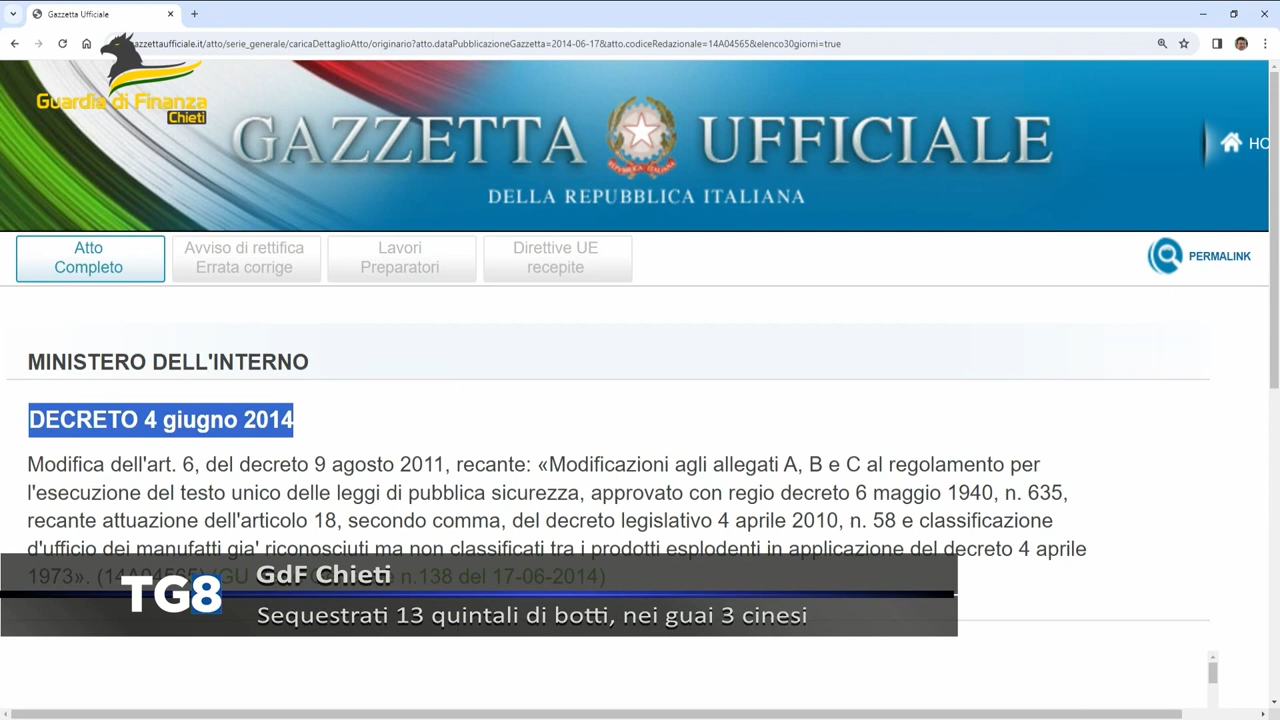 Gazzetta Ufficiale
azzettaufficiale.it/atto/serie_generale/caricaDettaglioAtto/originario?atto.dataPubblicazioneGazzetta=2014-06-17&atto.codiceRedazionale=14A04565&elenco30giorni=true
Guardia di Finanza
Chieti
GAZZETTA UFFICIALE
DELLA REPUBBLICA ITALIANA
HO
Atto
Completo
Avviso di rettifica
Errata corrige
Lavori
Preparatori
Direttive UE
recepite
PERMALINK
MINISTERO DELL'INTERNO
DECRETO 4 giugno 2014
Modifica dell'art. 6, del decreto 9 agosto 2011, recante: «Modificazioni agli allegati A, B e C al regolamento per
l'esecuzione del testo unico delle leggi di pubblica sicurezza, approvato con regio decreto 6 maggio 1940, n. 635,
recante attuazione dell'articolo 18, secondo comma, del decreto legislativo 4 aprile 2010, n. 58 e classificazione
d'ufficio dei manufatti gia' riconosciuti ma non classificati tra i prodotti esplodenti in applicazione del decreto 4 aprile
1973». (14A04565) (GU n.138 del 17-06-2014)
TG8
GdF Chieti
Sequestrati 13 quintali di botti, nei guai 3 cinesi